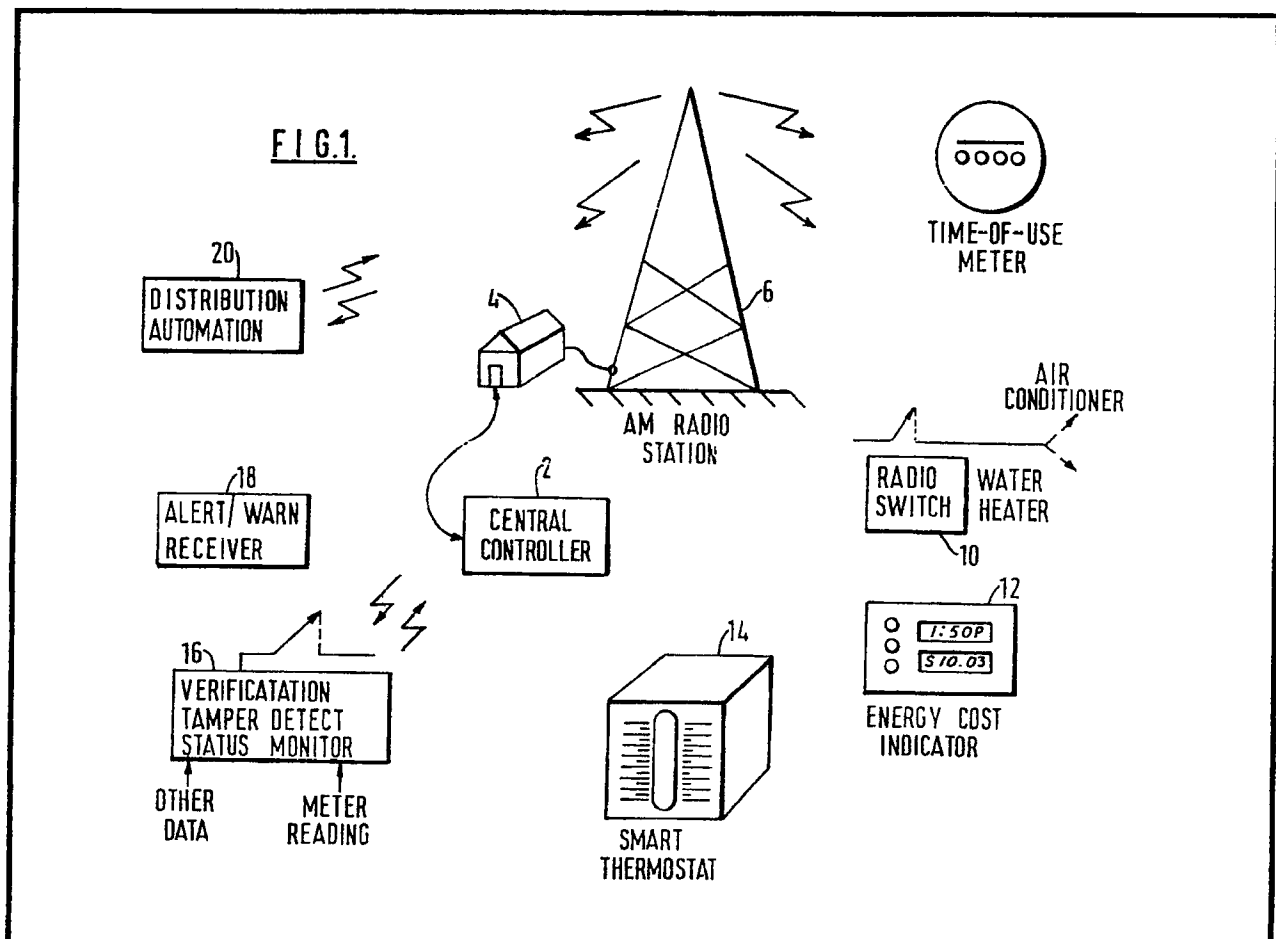 FIG.1.
TIME-OF-USE
METER
20
DISTRIBUTION
AUTOMATION
4
6
AM RADIO
STATION
AIR
CONDITIONER
18
ALERT/WARN
RECEIVER
2
CENTRAL
CONTROLLER
RADIO
SWITCH
WATER
HEATER
10
16
VERIFICATATION
TAMPER DETECT
STATUS MONITOR
OTHER
DATA
METER
READING
14
SMART
THERMOSTAT
12
1:50P
$10.03
ENERGY COST
INDICATOR